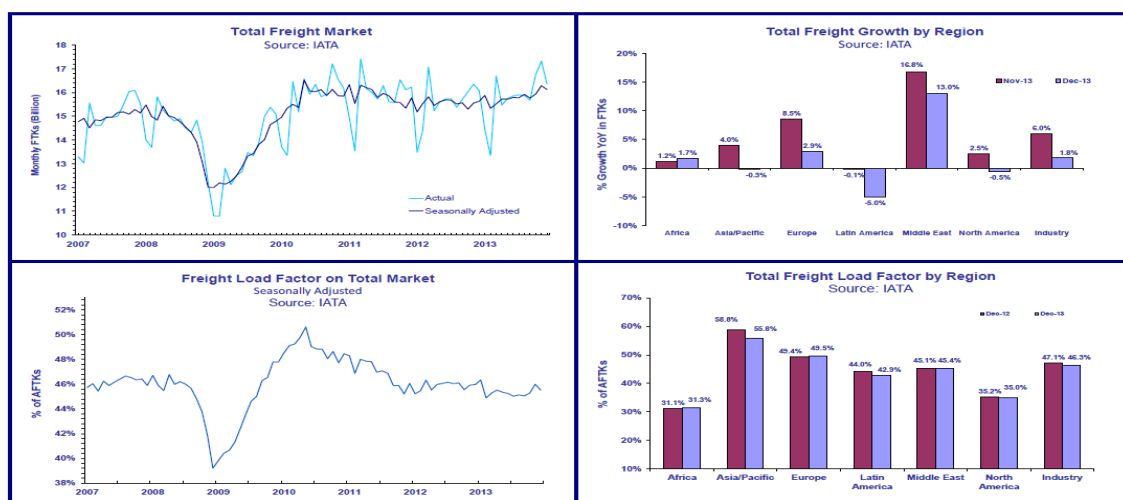 Total Freight Market
Source: IATA
Monthly FTKs (Billion)
18
17
16
15
14
13
12
11
10
Actual
Seasonally Adjusted
2007 2008 2009 2010 2011 2012 2013
Total Freight Growth by Region
Source: IATA
% Growth YoY in FTKs
20%
15%
10%
5%
0%
-5%
-10%
Nov-13 Dec-13
1.2% 1.7% 4.0% -0.3% 8.5% 2.9% -0.1% -5.0% 16.8% 13.0% 2.5% -0.5% 6.0% 1.8%
Africa Asia/Pacific Europe Latin America Middle East North America Industry
Freight Load Factor on Total Market
Seasonally Adjusted
Source: IATA
% of AFTKs
52%
50%
48%
46%
44%
42%
40%
38%
2007 2008 2009 2010 2011 2012 2013
Total Freight Load Factor by Region
Source: IATA
% of AFTKs
70%
60%
50%
40%
30%
20%
10%
Dec-12 Dec-13
31.1% 31.3% 58.8% 55.8% 49.4% 49.5% 44.0% 42.9% 45.1% 45.4% 35.2% 35.0% 47.1% 46.3%
Africa Asia/Pacific Europe Latin Middle East North Industry
America America